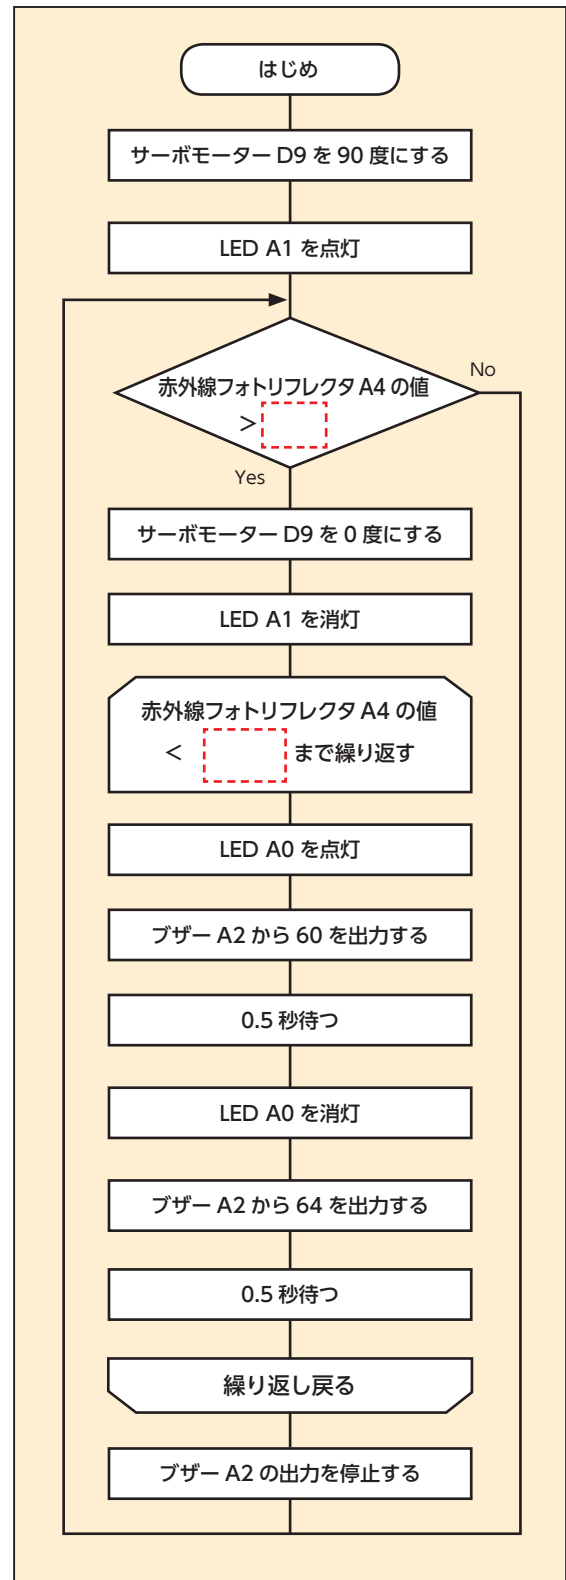 はじめ
サーボモーター D9 を 90 度にする
LED A1 を点灯
赤外線フォトリフレクタ A4 の値
＞
No
Yes
サーボモーター D9 を 0 度にする
LED A1 を消灯
赤外線フォトリフレクタ A4 の値
＜ まで繰り返す
LED A0 を点灯
ブザー A2 から 60 を出力する
0.5 秒待つ
LED A0 を消灯
ブザー A2 から 64 を出力する
0.5 秒待つ
繰り返し戻る
ブザー A2 の出力を停止する